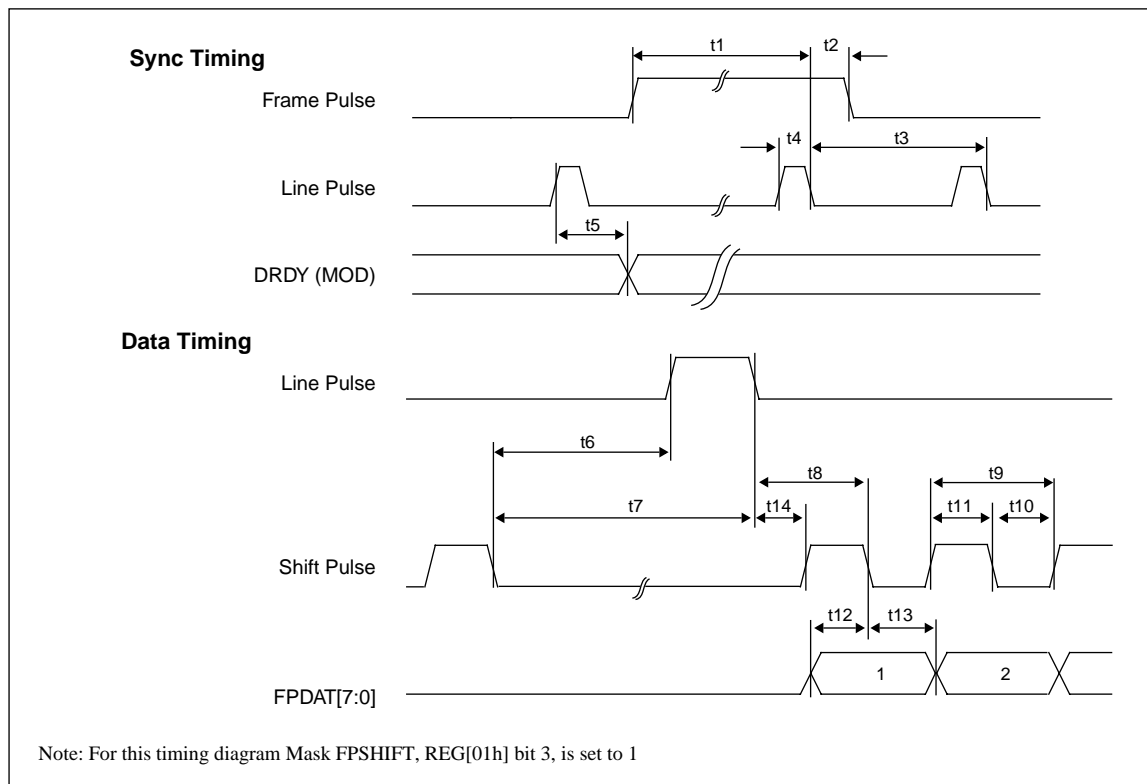 Sync Timing
t1
t2
Frame Pulse
t4
t3
Line Pulse
t5
DRDY (MOD)
Data Timing
Line Pulse
t6
t8
t9
t7
t14
t11
t10
Shift Pulse
t12
t13
FPDAT[7:0]
1
2
Note: For this timing diagram Mask FPSHIFT, REG[01h] bit 3, is set to 1